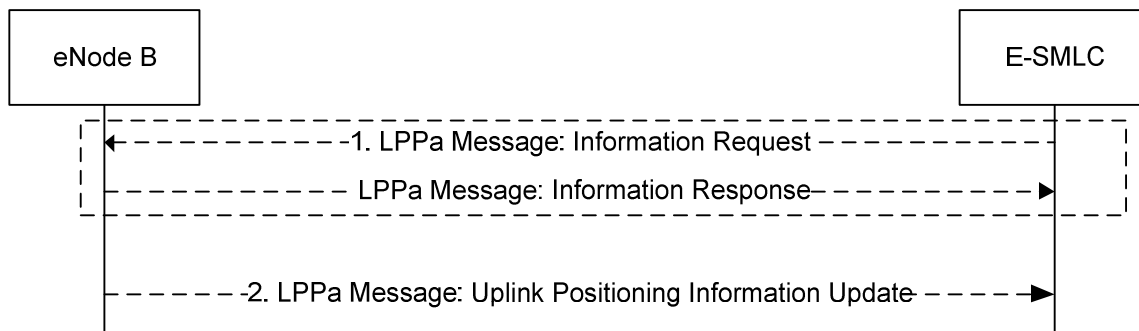 eNode B
E-SMLC
1. LPPa Message: Information Request
LPPa Message: Information Response
2. LPPa Message: Uplink Positioning Information Update